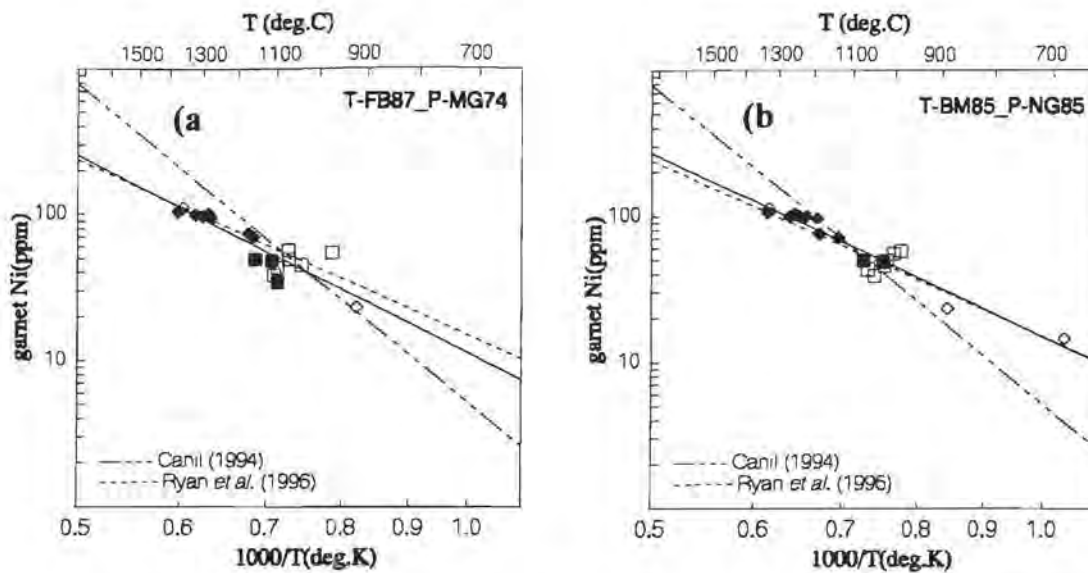 T (deg.C)
1500 1300 1100 900 700
(a
T-FB87_P-MG74
garnet Ni(ppm)
100
10
Canil (1994)
Ryan et al. (1996)
0.5 0.6 0.7 0.8 0.9 1.0
1000/T(deg.K)
T (deg.C)
1500 1300 1100 900 700
(b
T-BM85_P-NG85
garnet Ni(ppm)
100
10
Canil (1994)
Ryan et al. (1996)
0.5 0.6 0.7 0.8 0.9 1.0
1000/T(deg.K)